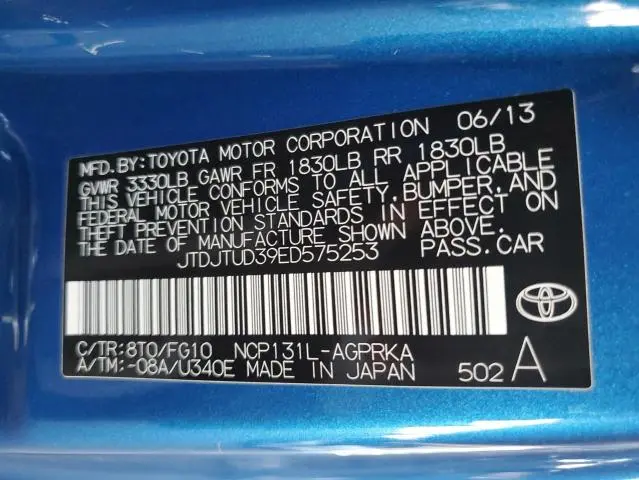 MFD.BY:TOYOTA MOTOR CORPORATION 06/13
GVWR 3330LB GAWR FR 1830LB RR 1830LB
THIS VEHICLE CONFORMS TO ALL APPLICABLE
FEDERAL MOTOR VEHICLE SAFETY,BUMPER,AND
THEFT PREVENTION STANDARDS IN EFFECT ON
THE DATE OF MANUFACTURE SHOWN ABOVE.
JTDJTUD39ED575253 PASS.CAR
C/TR:8T0/FG10 NCP131L-AGPRKA
A/TM:-08A/U340E MADE IN JAPAN 502 A